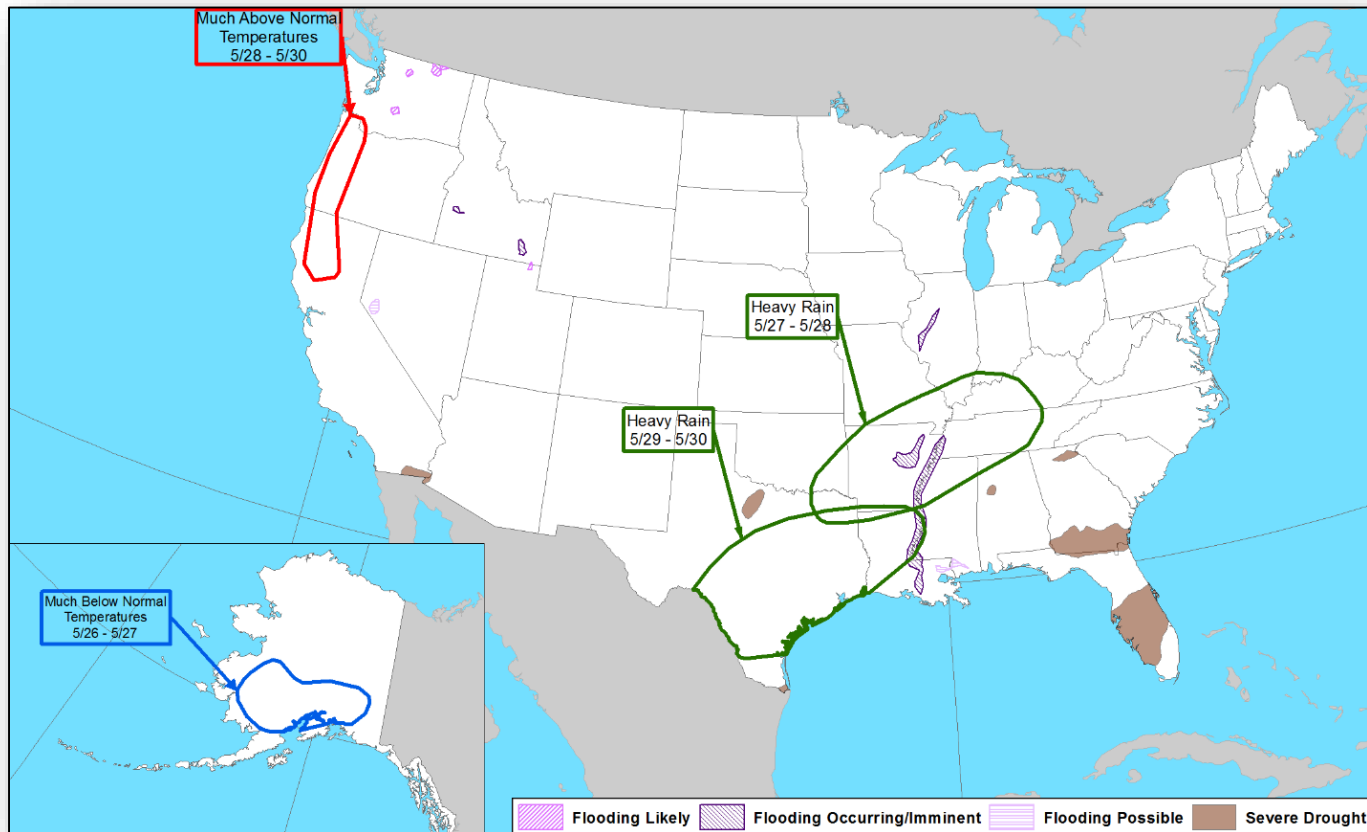 Much Above Normal
Temperatures
5/28 - 5/30
Heavy Rain
5/27 - 5/28
Heavy Rain
5/29 - 5/30
Much Below Normal
Temperatures
5/26 - 5/27
Flooding Likely
Flooding Occurring/Imminent
Flooding Possible
Severe Drought